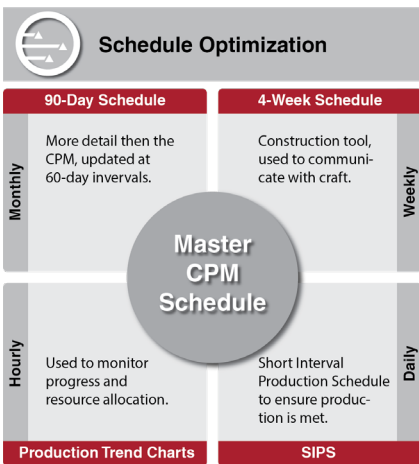 Schedule Optimization
90-Day Schedule
4-Week Schedule
Monthly
More detail then the
CPM, updated at
60-day invervals.
Construction tool,
used to communi-
cate with craft.
Weekly
Master
CPM
Schedule
Hourly
Used to monitor
progress and
resource allocation.
Short Interval
Production Schedule
to ensure produc-
tion is met.
Daily
Production Trend Charts
SIPS